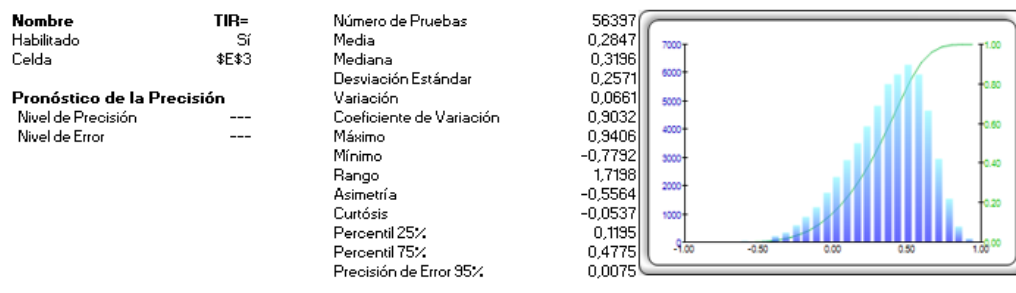 Nombre TIR=
Habilitado Sí
Celda $E$3
Pronóstico de la Precisión
Nivel de Precisión ---
Nivel de Error ---
Número de Pruebas 56397
Media 0,2847
Mediana 0,3196
Desviación Estándar 0,2571
Variación 0,0661
Coeficiente de Variación 0,9032
Máximo 0,9406
Mínimo -0,7792
Rango 1,7198
Asimetría -0,5564
Curtósis -0,0537
Percentil 25% 0,1195
Percentil 75% 0,4775
Precisión de Error 95% 0,0075
7000 1.00
6000
5000 0.80
4000 0.60
3000 0.40
2000
1000 0.20
0 0.00
-1.00 -0.50 0.00 0.50 1.00